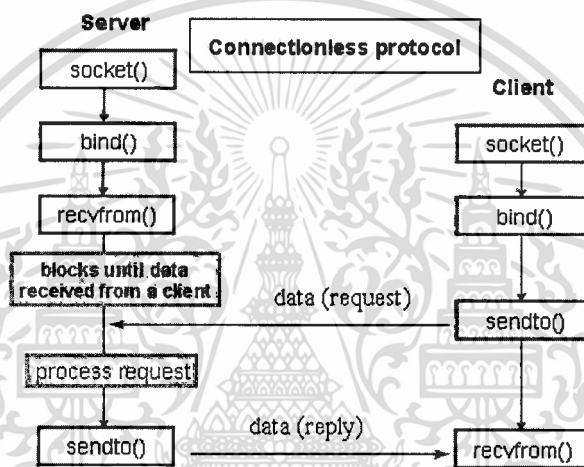 Server
Connectionless protocol
socket()
bind()
recvfrom()
blocks until data
received from a client
process request
sendto()
Client
socket()
bind()
sendto()
recvfrom()
data (request)
data (reply)